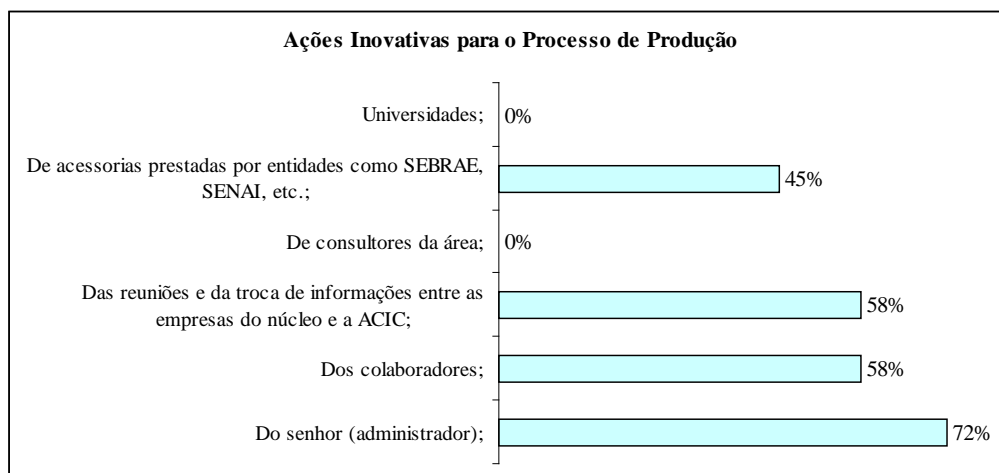 Ações Inovativas para o Processo de Produção
Universidades;
0%
De acessorias prestadas por entidades como SEBRAE,
SENAI, etc.;
45%
De consultores da área;
0%
Das reuniões e da troca de informações entre as
empresas do núcleo e a ACIC;
58%
Dos colaboradores;
58%
Do senhor (administrador);
72%